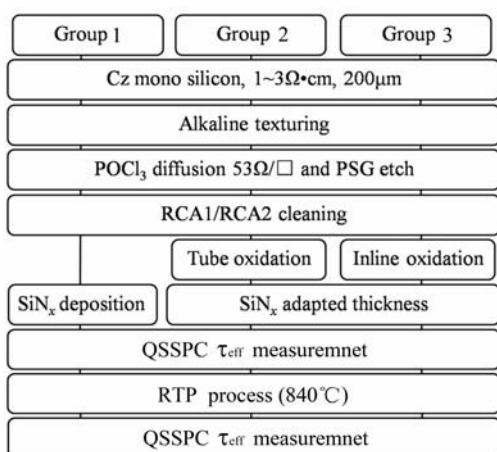 Group 1 Group 2 Group 3
Cz mono silicon, 1~3Ω•cm, 200μm
Alkaline texturing
POCl₃ diffusion 53Ω/□ and PSG etch
RCA1/RCA2 cleaning
Tube oxidation Inline oxidation
SiNₓ deposition SiNₓ adapted thickness
QSSPC τeff measuremnet
RTP process (840℃)
QSSPC τeff measuremnet